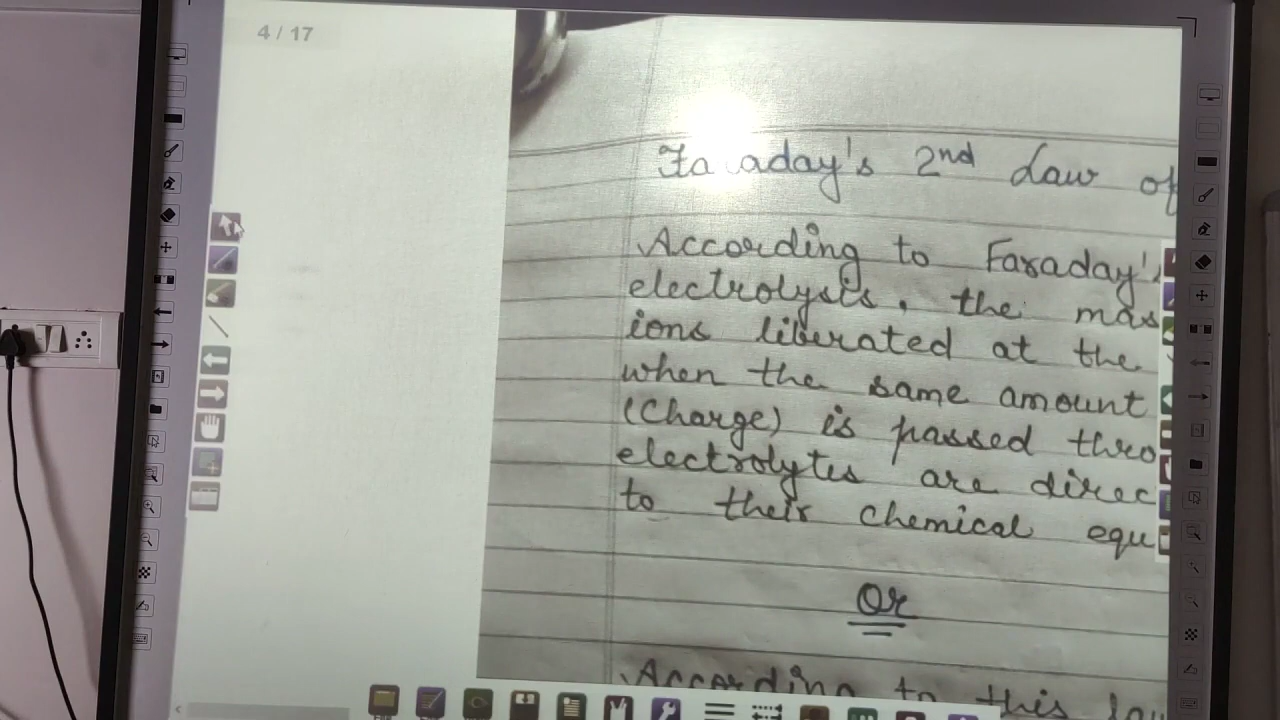 4 / 17
Faraday's 2nd Law of
According to Faraday's
electrolysis, the mas
ions liberated at the
when the same amount
(Charge) is passed thro
electrolytes are direc
to their chemical equ
Or
According to this law